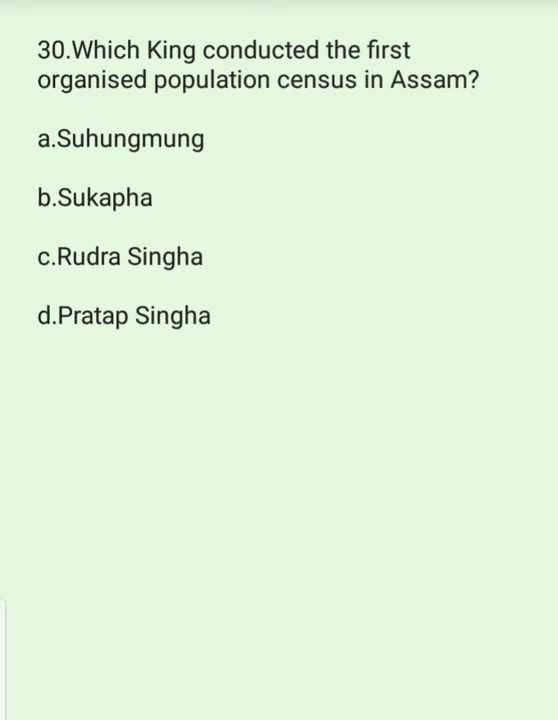 30.Which King conducted the first
organised population census in Assam?
a.Suhungmung
b.Sukapha
c.Rudra Singha
d.Pratap Singha